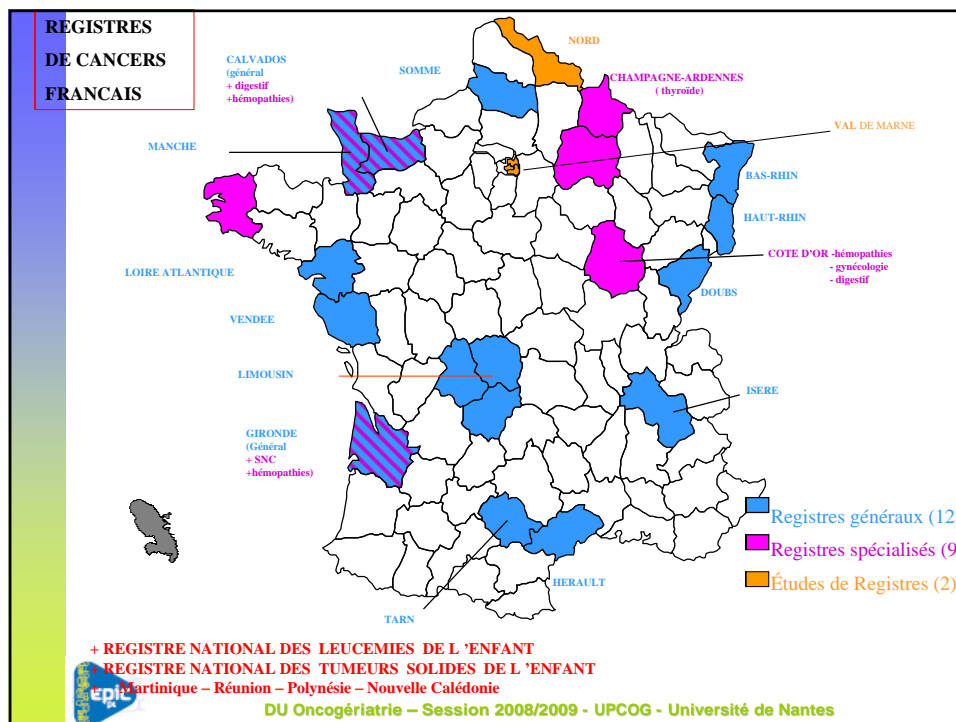 REGISTRES
DE CANCERS
FRANCAIS
NORD
CALVADOS
(général
+ digestif
+hémopathies)
SOMME
CHAMPAGNE-ARDENNES
( thyroïde)
VAL DE MARNE
MANCHE
BAS-RHIN
HAUT-RHIN
COTE D'OR -hémopathies
- gynécologie
- digestif
LOIRE ATLANTIQUE
DOUBS
VENDEE
LIMOUSIN
ISERE
GIRONDE
(Général
+ SNC
+hémopathies)
Registres généraux (12
Registres spécialisés (9
Études de Registres (2)
HERAULT
TARN
+ REGISTRE NATIONAL DES LEUCEMIES DE L 'ENFANT
+ REGISTRE NATIONAL DES TUMEURS SOLIDES DE L 'ENFANT
+ Martinique – Réunion – Polynésie – Nouvelle Calédonie
epic
DU Oncogériatrie – Session 2008/2009 - UPCOG - Université de Nantes